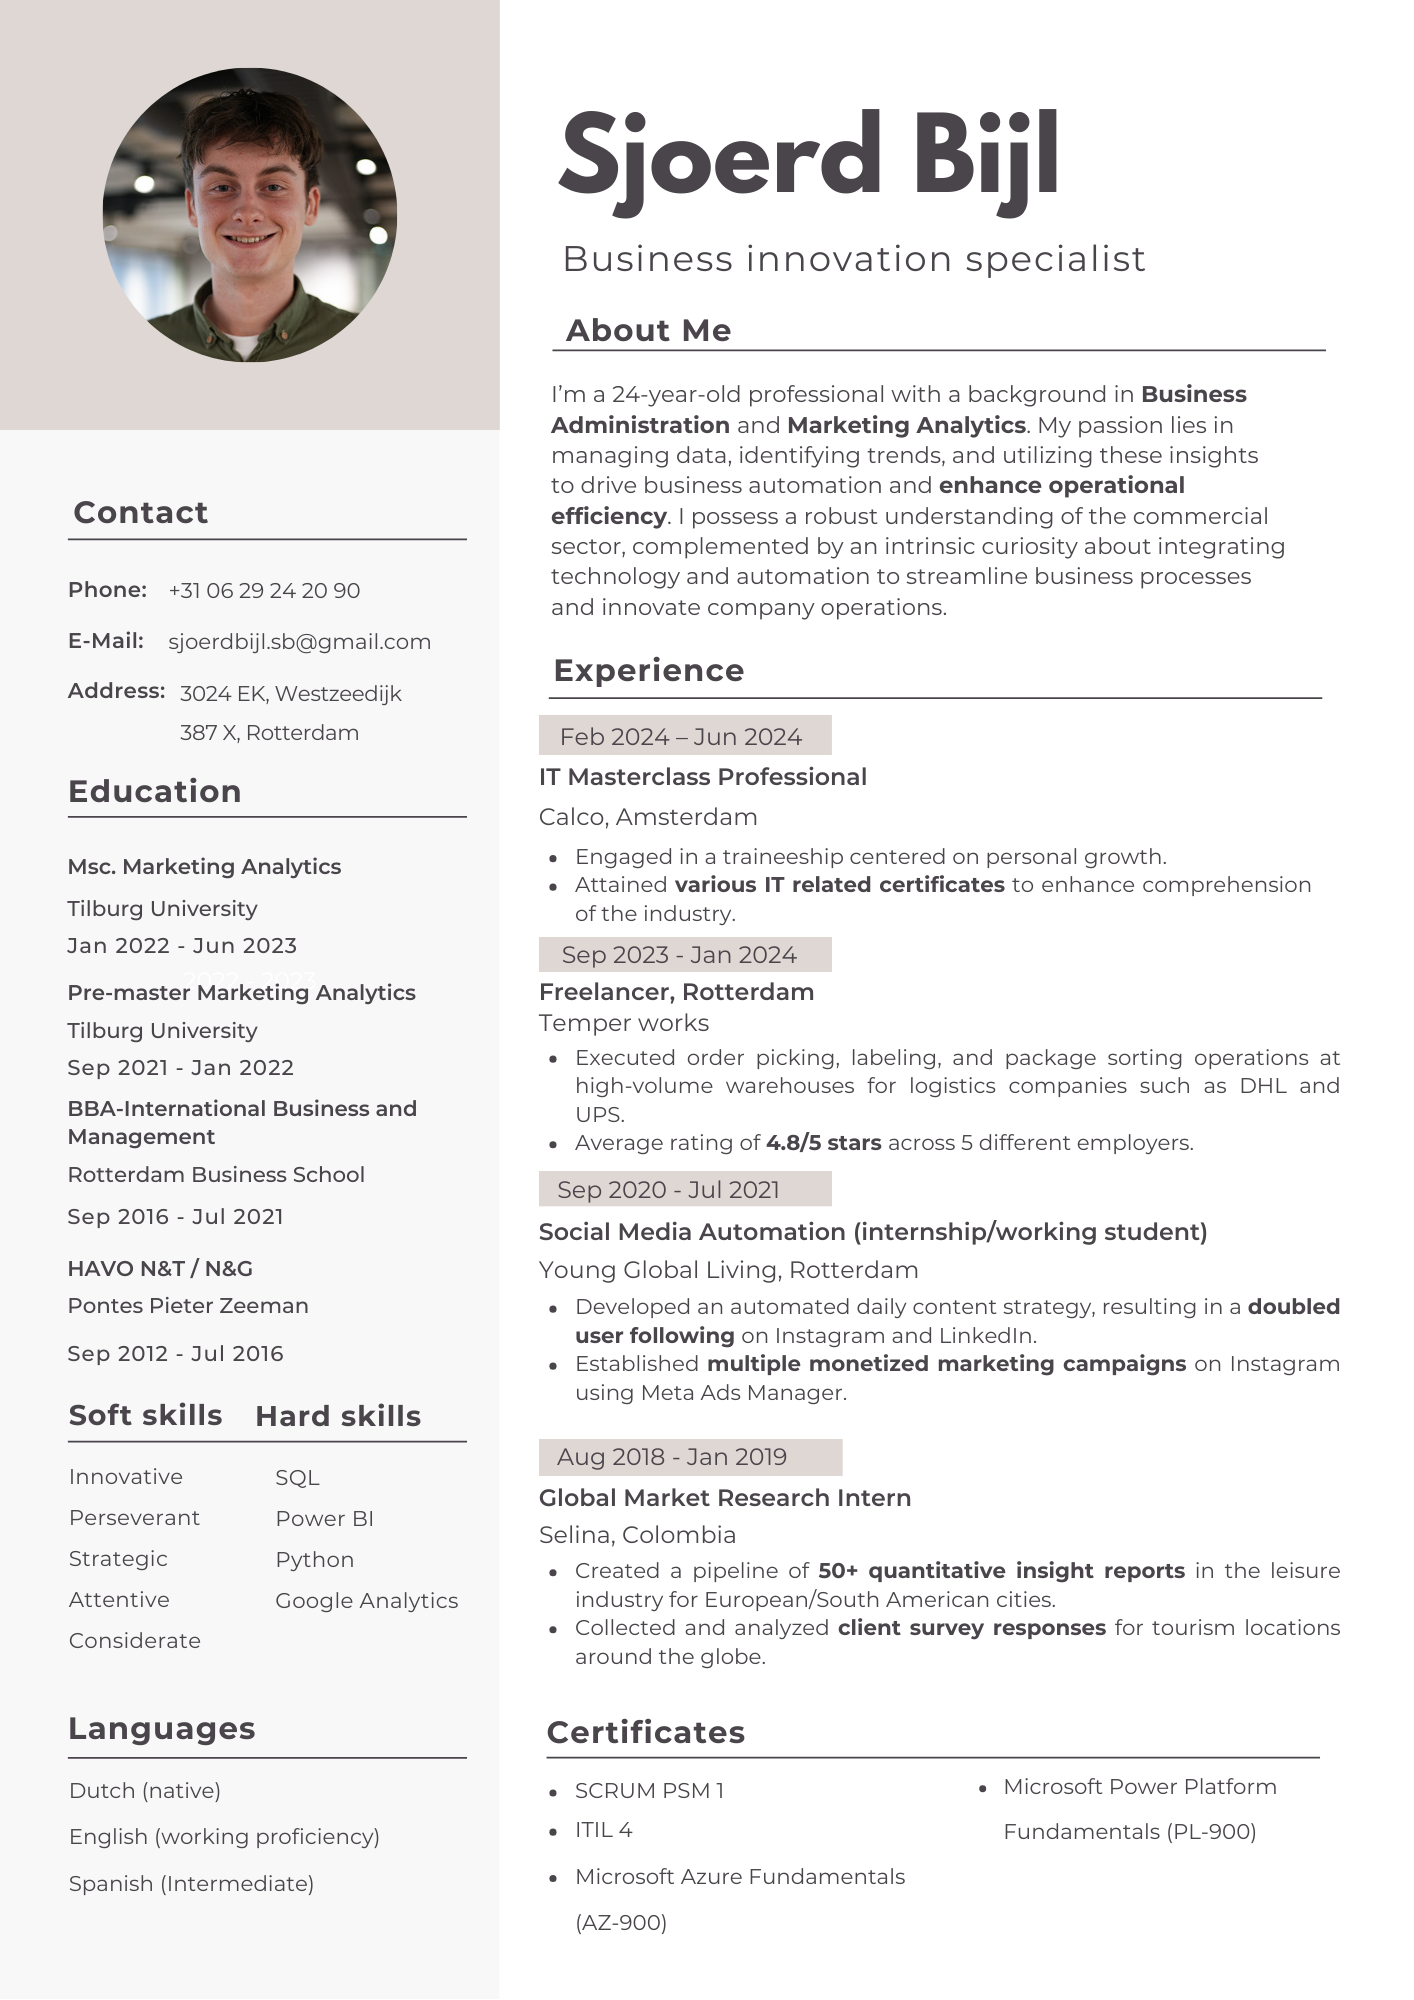 Sjoerd Bijl
Business innovation specialist
About Me
I’m a 24-year-old professional with a background in Business
Administration and Marketing Analytics. My passion lies in
managing data, identifying trends, and utilizing these insights
to drive business automation and enhance operational
efficiency. I possess a robust understanding of the commercial
sector, complemented by an intrinsic curiosity about integrating
technology and automation to streamline business processes
and innovate company operations.
Contact
Phone: +31 06 29 24 20 90
E-Mail: sjoerdbijl.sb@gmail.com
Address: 3024 EK, Westzeedijk
387 X, Rotterdam
Education
Msc. Marketing Analytics
Tilburg University
Jan 2022 - Jun 2023
2022 - 2023
Pre-master Marketing Analytics
Tilburg University
Sep 2021 - Jan 2022
BBA-International Business and
Management
Rotterdam Business School
Sep 2016 - Jul 2021
HAVO N&T / N&G
Pontes Pieter Zeeman
Sep 2012 - Jul 2016
Soft skills
Innovative
Perseverant
Strategic
Attentive
Considerate
Hard skills
SQL
Power BI
Python
Google Analytics
Languages
Dutch (native)
English (working proficiency)
Spanish (Intermediate)
Experience
Feb 2024 – Jun 2024
IT Masterclass Professional
Calco, Amsterdam
• Engaged in a traineeship centered on personal growth.
• Attained various IT related certificates to enhance comprehension
of the industry.
Sep 2023 - Jan 2024
Freelancer, Rotterdam
Temper works
• Executed order picking, labeling, and package sorting operations at
high-volume warehouses for logistics companies such as DHL and
UPS.
• Average rating of 4.8/5 stars across 5 different employers.
Sep 2020 - Jul 2021
Social Media Automation (internship/working student)
Young Global Living, Rotterdam
• Developed an automated daily content strategy, resulting in a doubled
user following on Instagram and LinkedIn.
• Established multiple monetized marketing campaigns on Instagram
using Meta Ads Manager.
Aug 2018 - Jan 2019
Global Market Research Intern
Selina, Colombia
• Created a pipeline of 50+ quantitative insight reports in the leisure
industry for European/South American cities.
• Collected and analyzed client survey responses for tourism locations
around the globe.
Certificates
• SCRUM PSM 1
• ITIL 4
• Microsoft Azure Fundamentals
(AZ-900)
• Microsoft Power Platform
Fundamentals (PL-900)